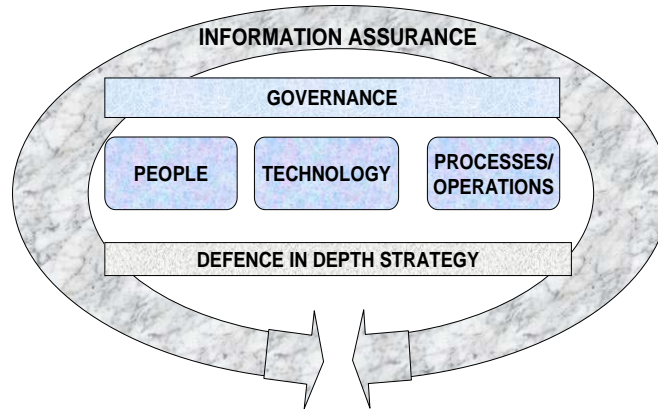 INFORMATION ASSURANCE
GOVERNANCE
PEOPLE
TECHNOLOGY
PROCESSES/
OPERATIONS
DEFENCE IN DEPTH STRATEGY